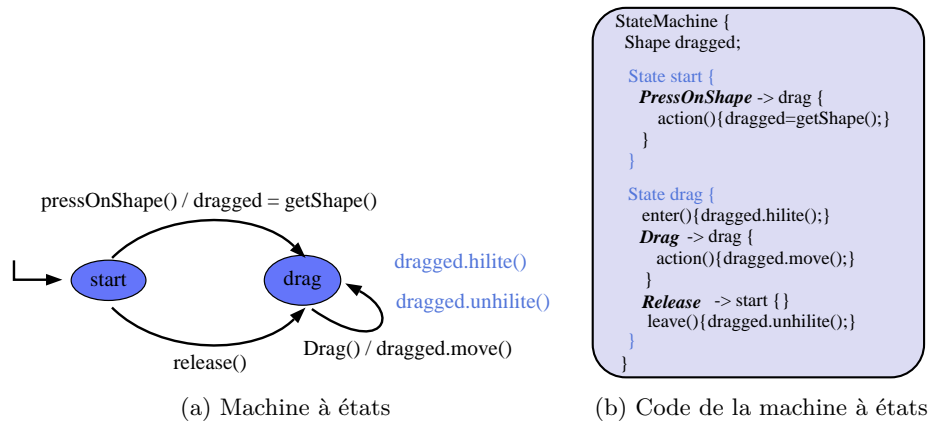 pressOnShape() / dragged = getShape()
start
drag
dragged.hilite()
dragged.unhilite()
release()
Drag() / dragged.move()
(a) Machine à états
StateMachine {
Shape dragged;
State start {
PressOnShape -> drag {
action(){dragged=getShape();}
}
}
State drag {
enter(){dragged.hilite();}
Drag -> drag {
action(){dragged.move();}
}
Release -> start {}
leave(){dragged.unhilite();}
}
}
(b) Code de la machine à états